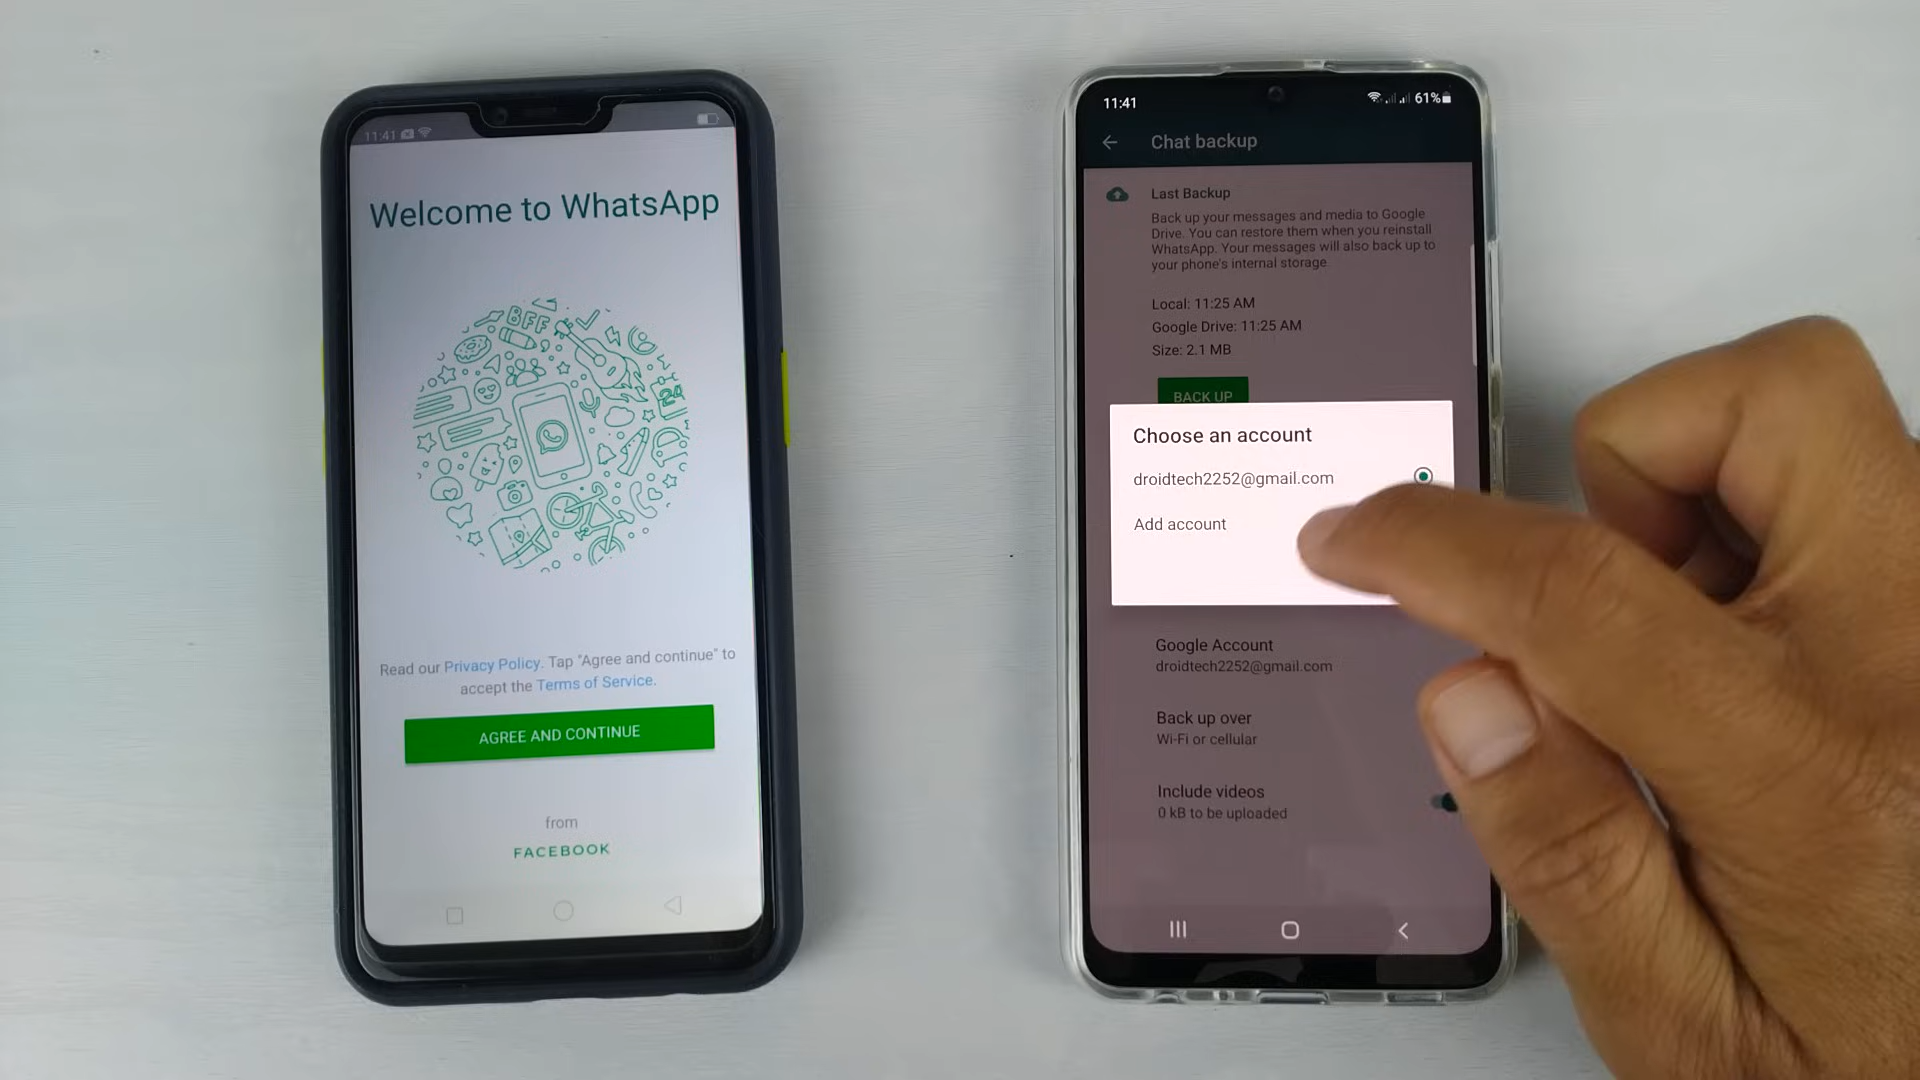 11:41
Welcome to WhatsApp
BFF
24
Read our Privacy Policy. Tap "Agree and continue" to
accept the Terms of Service.
AGREE AND CONTINUE
from
FACEBOOK
11:41
61%
Chat backup
Last Backup
Back up your messages and media to Google
Drive. You can restore them when you reinstall
WhatsApp. Your messages will also back up to
your phone's internal storage
Local: 11:25 AM
Google Drive: 11:25 AM
Size: 2.1 MB
BACK UP
Choose an account
droidtech2252@gmail.com
Add account
Google Account
droidtech2252@gmail.com
Back up over
Wi-Fi or cellular
Include videos
0 kB to be uploaded